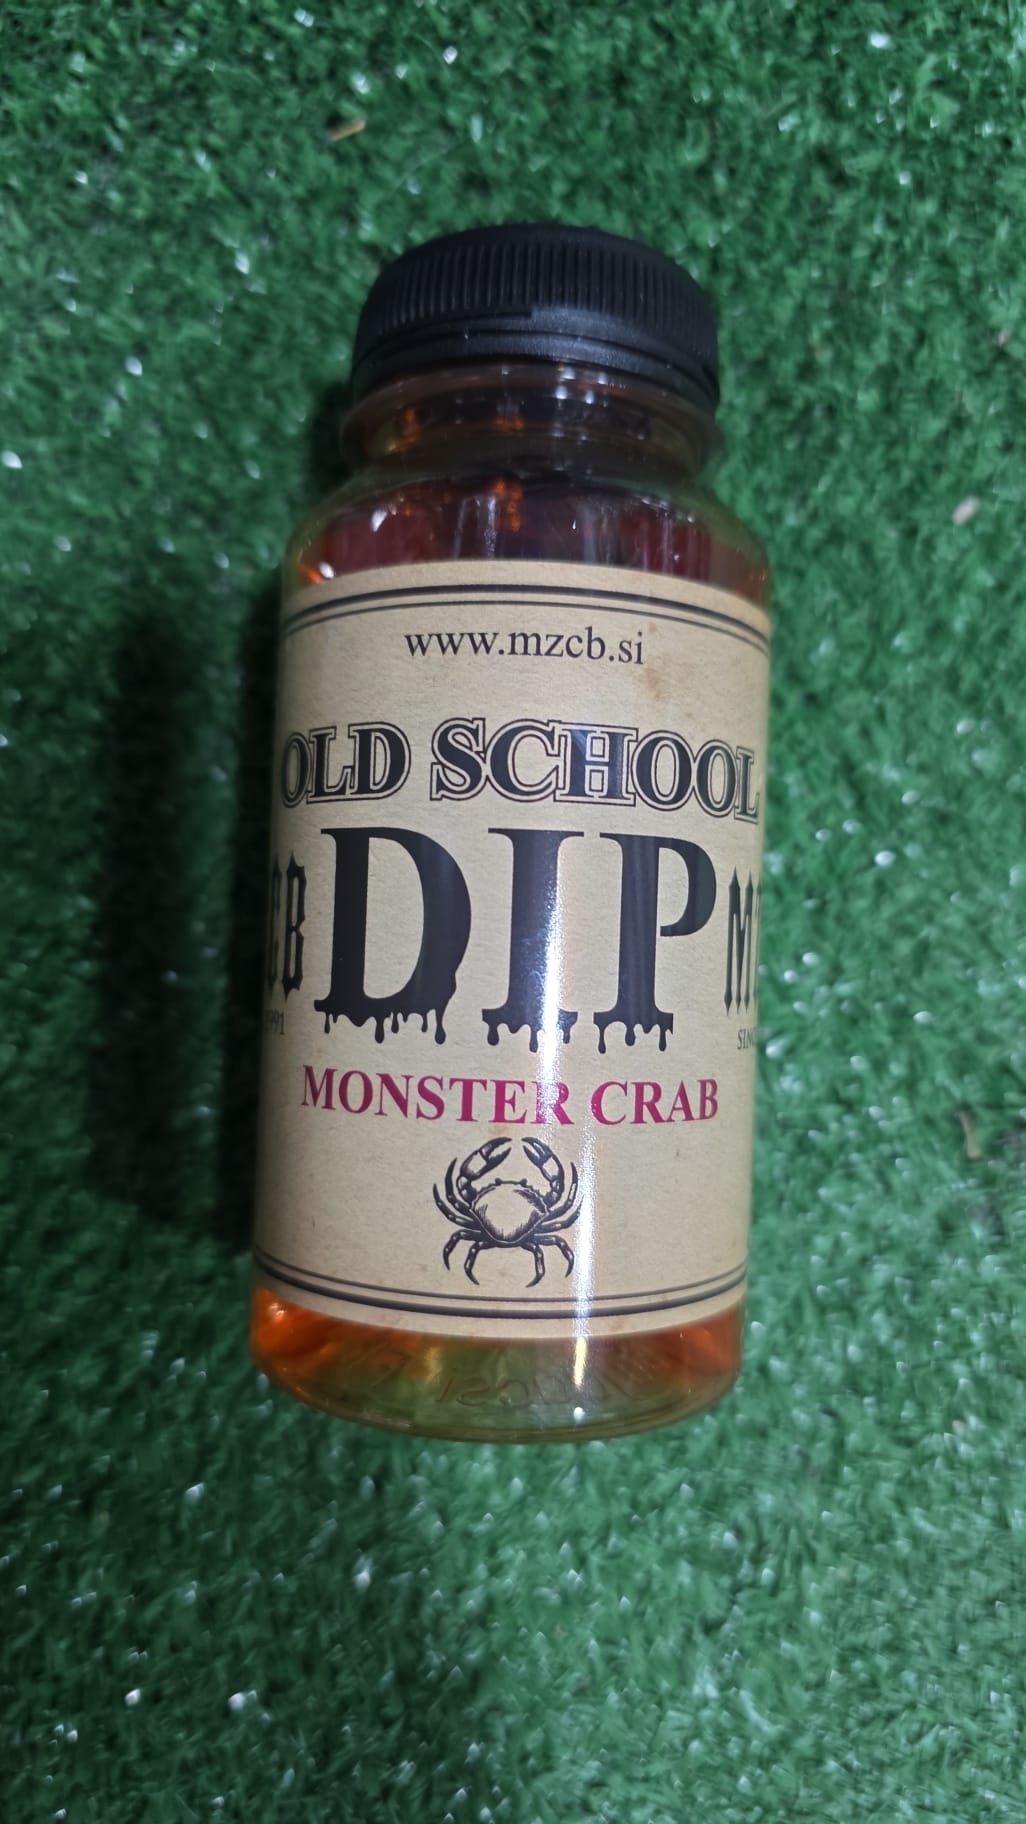 www.mzcb.si
OLD SCHOOL
DIP
MONSTER CRAB